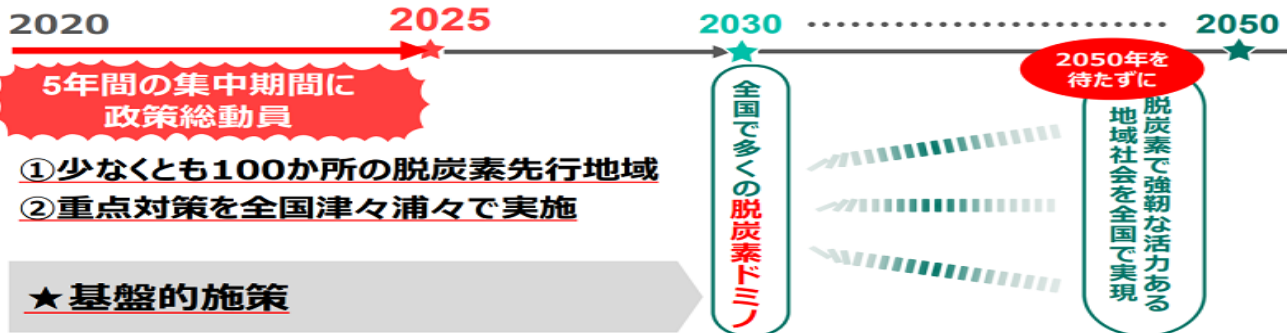 2020
2025
2030
2050
5年間の集中期間に
政策総動員
①少なくとも100か所の脱炭素先行地域
②重点対策を全国津々浦々で実施
★基盤的施策
全国で多くの脱炭素ドミノ
2050年を
待たずに
脱炭素で強靭な活力ある
地域社会を全国で実現